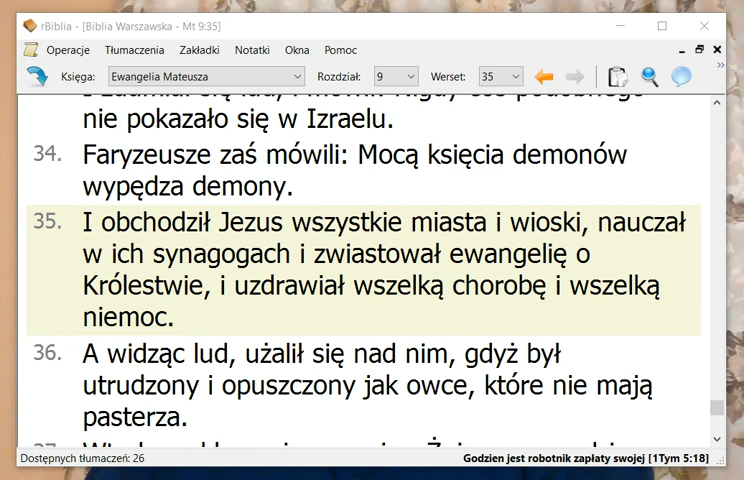 rBiblia - [Biblia Warszawska - Mt 9:35]
Operacje Tłumaczenia Zakładki Notatki Okna Pomoc
Księga: Ewangelia Mateusza Rozdział: 9 Werset: 35
nie pokazało się w Izraelu.
34. Faryzeusze zaś mówili: Mocą księcia demonów
wypędza demony.
35. I obchodził Jezus wszystkie miasta i wioski, nauczał
w ich synagogach i zwiastował ewangelię o
Królestwie, i uzdrawiał wszelką chorobę i wszelką
niemoc.
36. A widząc lud, użalił się nad nim, gdyż był
utrudzony i opuszczony jak owce, które nie mają
pasterza.
Dostępnych tłumaczeń: 26 Godzien jest robotnik zapłaty swojej [1Tym 5:18]